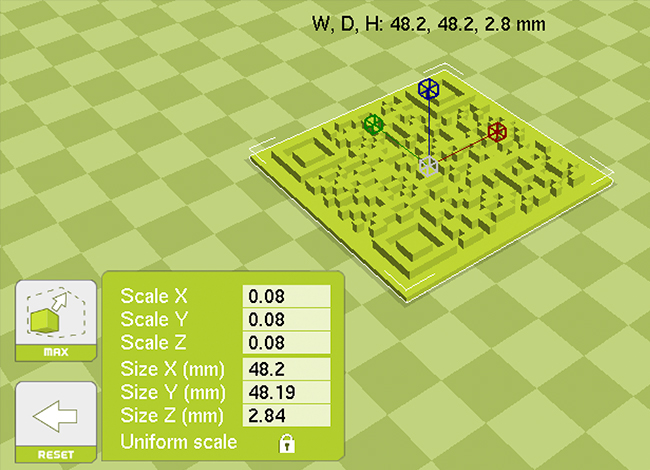 W, D, H: 48.2, 48.2, 2.8 mm
Scale X 0.08
Scale Y 0.08
Scale Z 0.08
Size X (mm) 48.2
Size Y (mm) 48.19
Size Z (mm) 2.84
Uniform scale
MAX
RESET